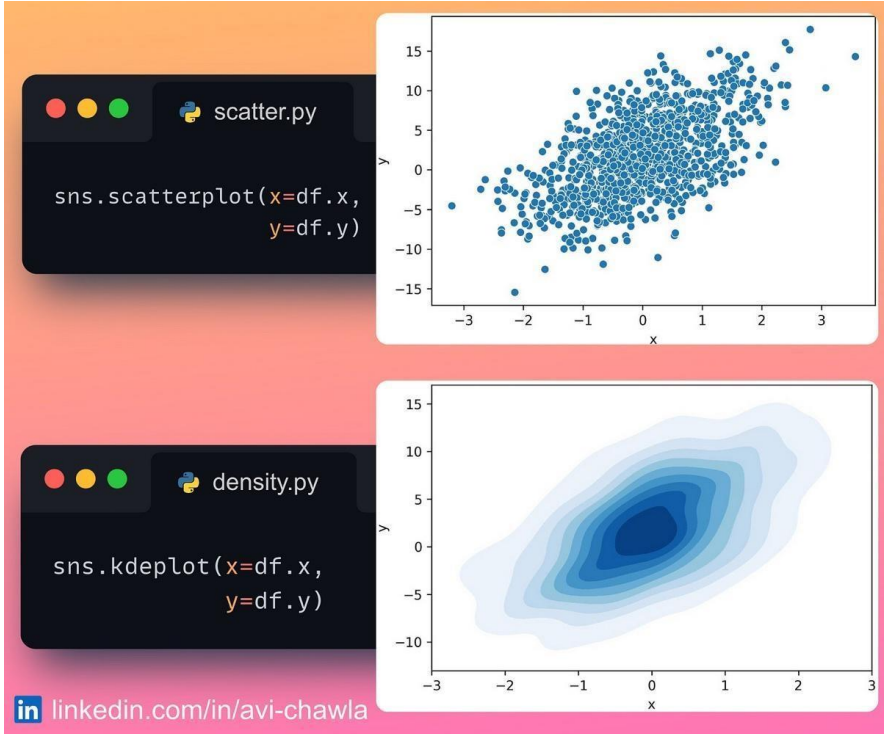 scatter.py
sns.scatterplot(x=df.x,
y=df.y)
15
10
5
0
−5
−10
−15
y
−3 −2 −1 0 1 2 3
x
density.py
sns.kdeplot(x=df.x,
y=df.y)
15
10
5
0
−5
−10
y
−3 −2 −1 0 1 2 3
x
in linkedin.com/in/avi-chawla